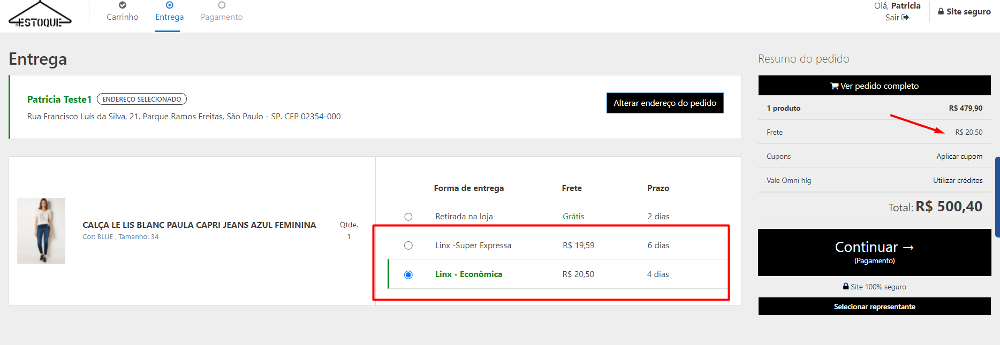 ESTOQUE
Carrinho
Entrega
Pagamento
Olá, Patricia
Sair
Site seguro
Entrega
Patricia Teste1 ENDEREÇO SELECIONADO
Rua Francisco Luís da Silva, 21. Parque Ramos Freitas, São Paulo - SP. CEP 02354-000
Alterar endereço do pedido
CALÇA LE LIS BLANC PAULA CAPRI JEANS AZUL FEMININA
Cor: BLUE , Tamanho: 34
Qtde.
1
Forma de entrega Frete Prazo
Retirada na loja Grátis 2 dias
Linx -Super Expressa R$ 19,59 6 dias
Linx - Econômica R$ 20,50 4 dias
Resumo do pedido
Ver pedido completo
1 produto R$ 479,90
Frete R$ 20,50
Cupons Aplicar cupom
Vale Omni hlg Utilizar créditos
Total: R$ 500,40
Continuar →
(Pagamento)
Site 100% seguro
Selecionar representante